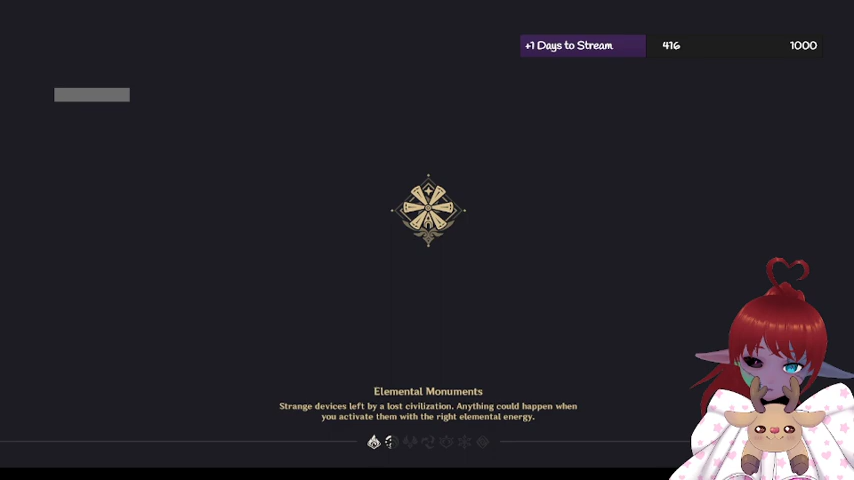 +1 Days to Stream 416 1000
Elemental Monuments
Strange devices left by a lost civilization. Anything could happen when
you activate them with the right elemental energy.